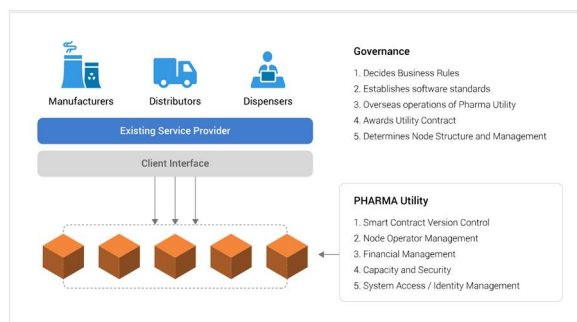 Manufacturers
Distributors
Dispensers
Existing Service Provider
Client Interface
Governance
1. Decides Business Rules
2. Establishes software standards
3. Overseas operations of Pharma Utility
4. Awards Utility Contract
5. Determines Node Structure and Management
PHARMA Utility
1. Smart Contract Version Control
2. Node Operator Management
3. Financial Management
4. Capacity and Security
5. System Access / Identity Management